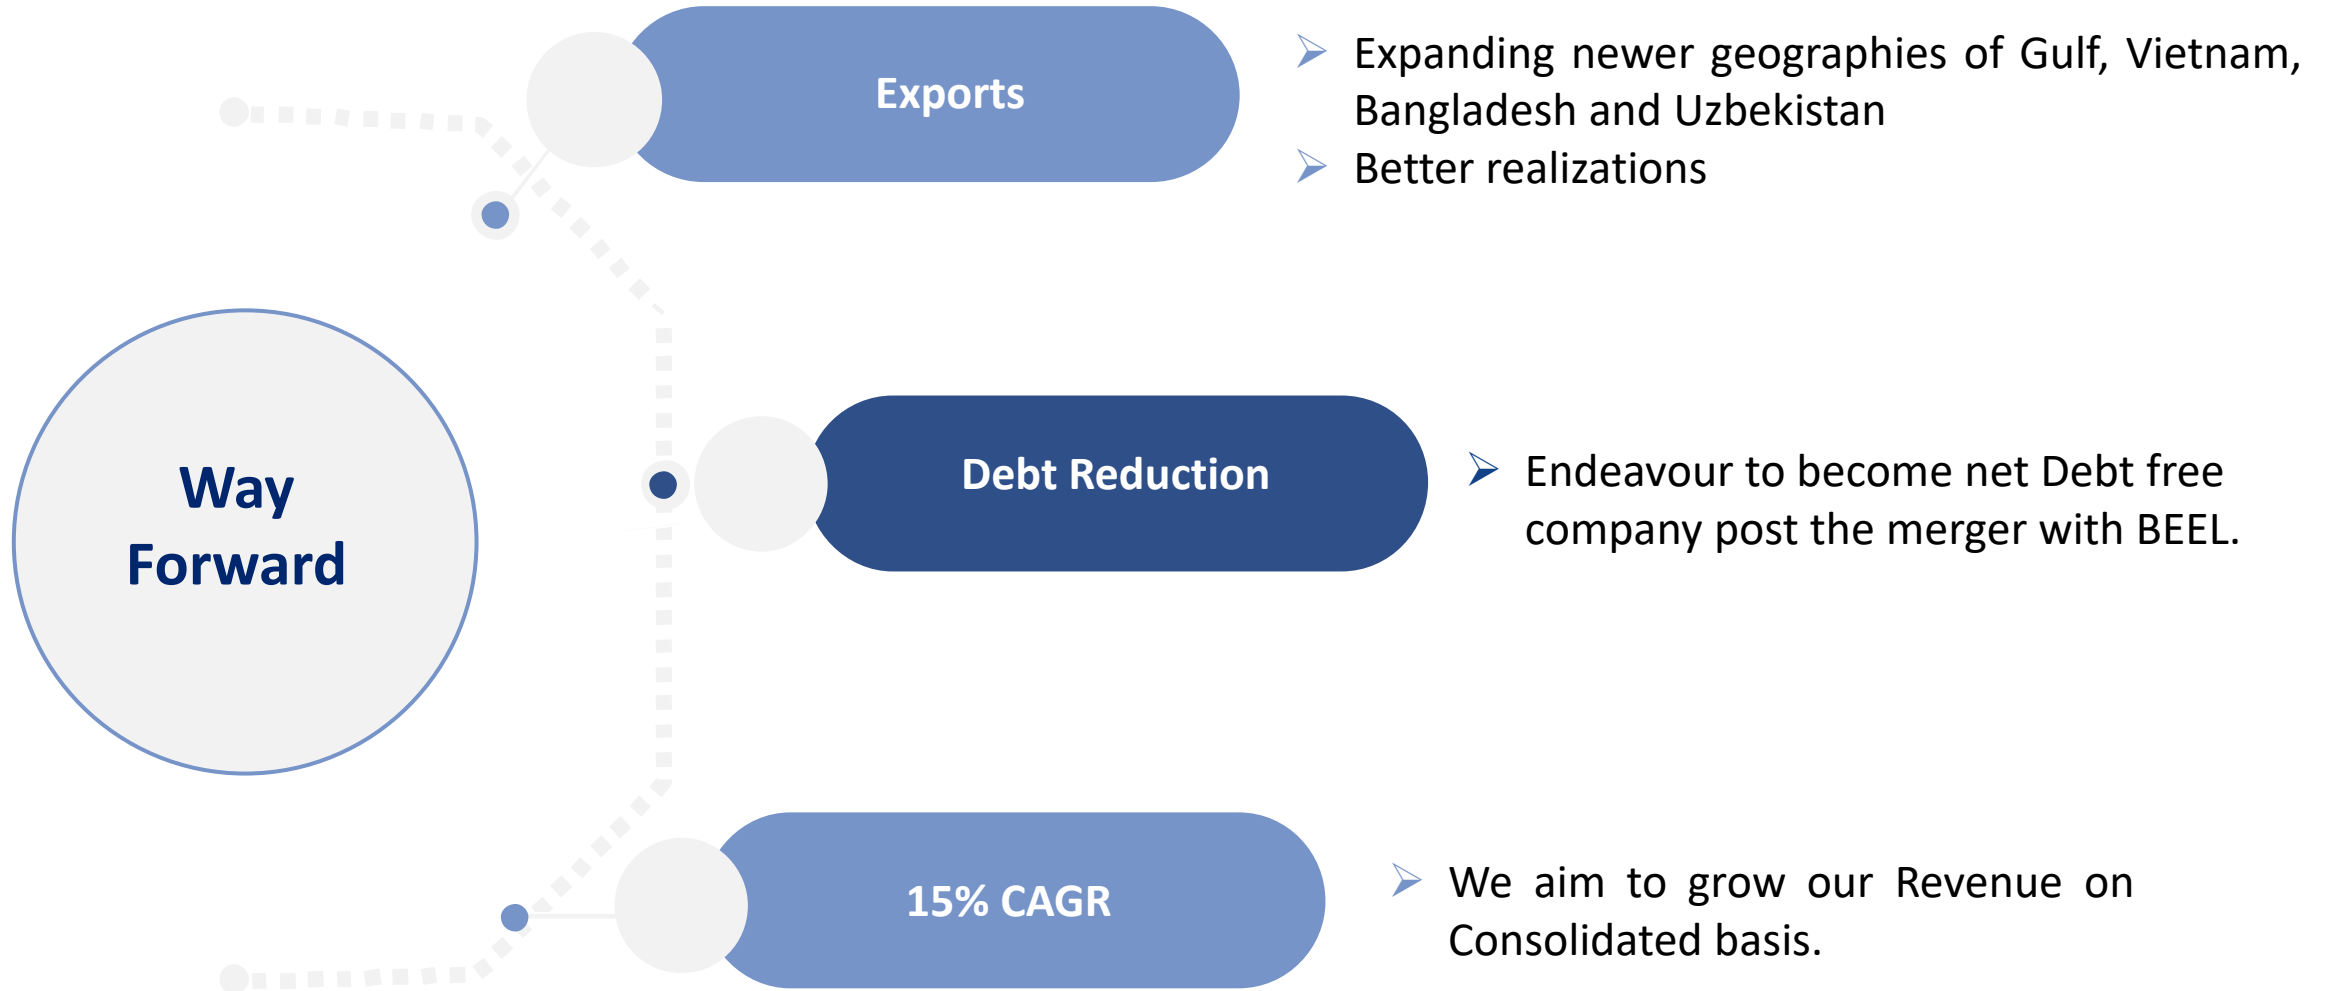 Way
Forward
Exports
Expanding newer geographies of Gulf, Vietnam,
Bangladesh and Uzbekistan
Better realizations
Debt Reduction
Endeavour to become net Debt free
company post the merger with BEEL.
15% CAGR
We aim to grow our Revenue on
Consolidated basis.